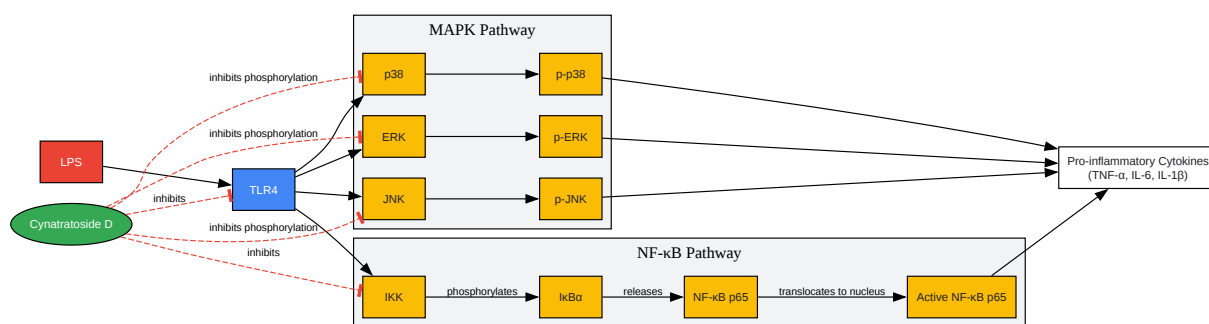 MAPK Pathway
inhibits phosphorylation
p38
p-p38
inhibits phosphorylation
ERK
p-ERK
LPS
TLR4
Pro-inflammatory Cytokines
(TNF-α, IL-6, IL-1β)
inhibits
JNK
p-JNK
Cynatratoside D
inhibits phosphorylation
inhibits
NF-κB Pathway
IKK
phosphorylates
IκBα
releases
NF-κB p65
translocates to nucleus
Active NF-κB p65